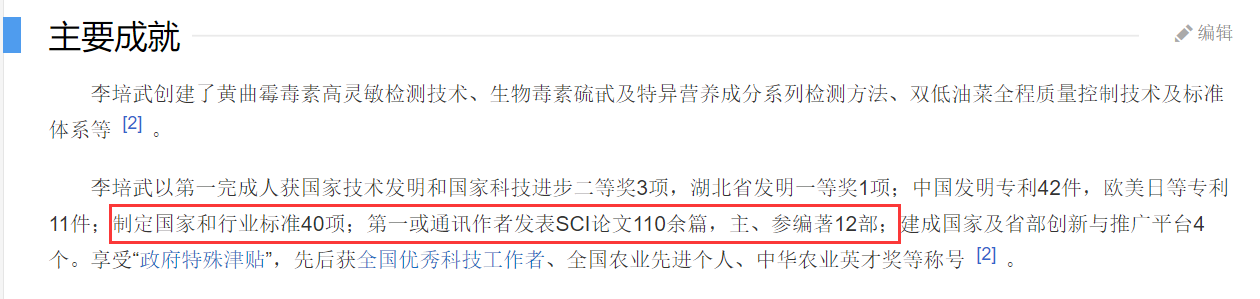 主要成就
编辑
李培武创建了黄曲霉毒素高灵敏检测技术、生物毒素硫甙及特异营养成分系列检测方法、双低油菜全程质量控制技术及标准
体系等 [2] 。
李培武以第一完成人获国家技术发明和国家科技进步二等奖3项，湖北省发明一等奖1项；中国发明专利42件，欧美日等专利
11件；制定国家和行业标准40项；第一或通讯作者发表SCI论文110余篇，主、参编著12部；建成国家及省部创新与推广平台4
个。享受“政府特殊津贴”，先后获全国优秀科技工作者、全国农业先进个人、中华农业英才奖等称号 [2] 。